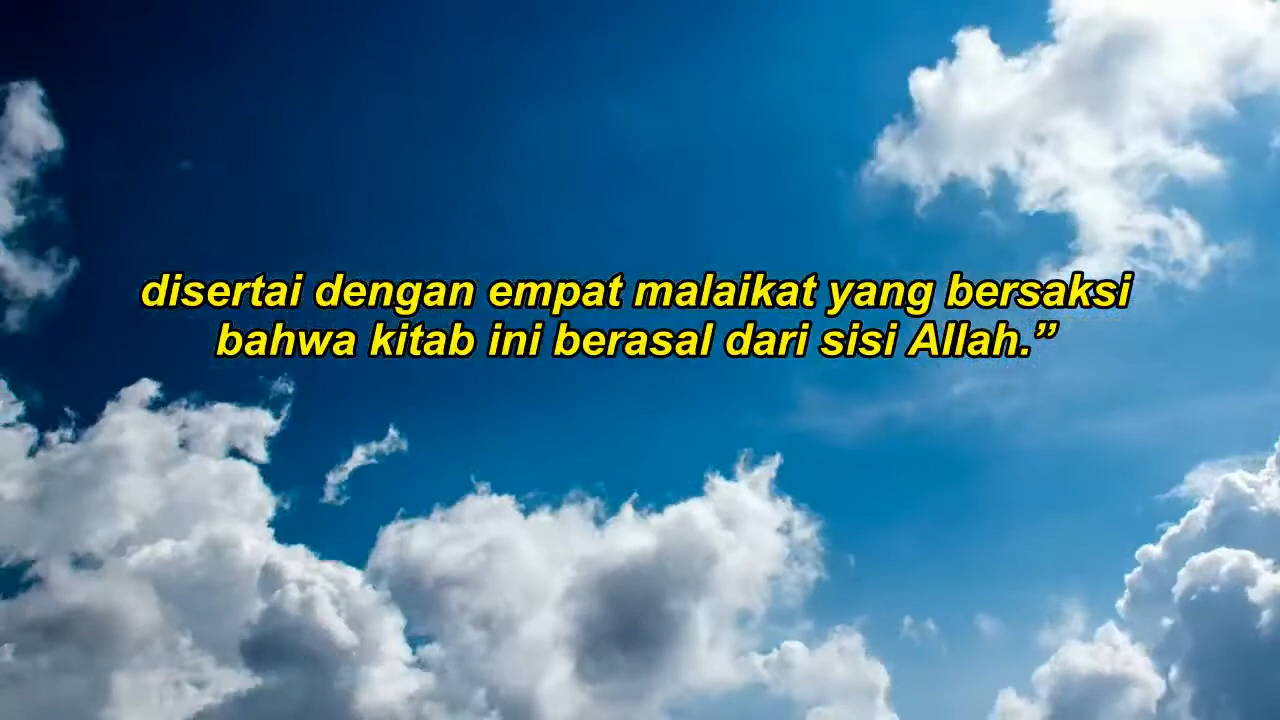 disertai dengan empat malaikat yang bersaksi
bahwa kitab ini berasal dari sisi Allah.”